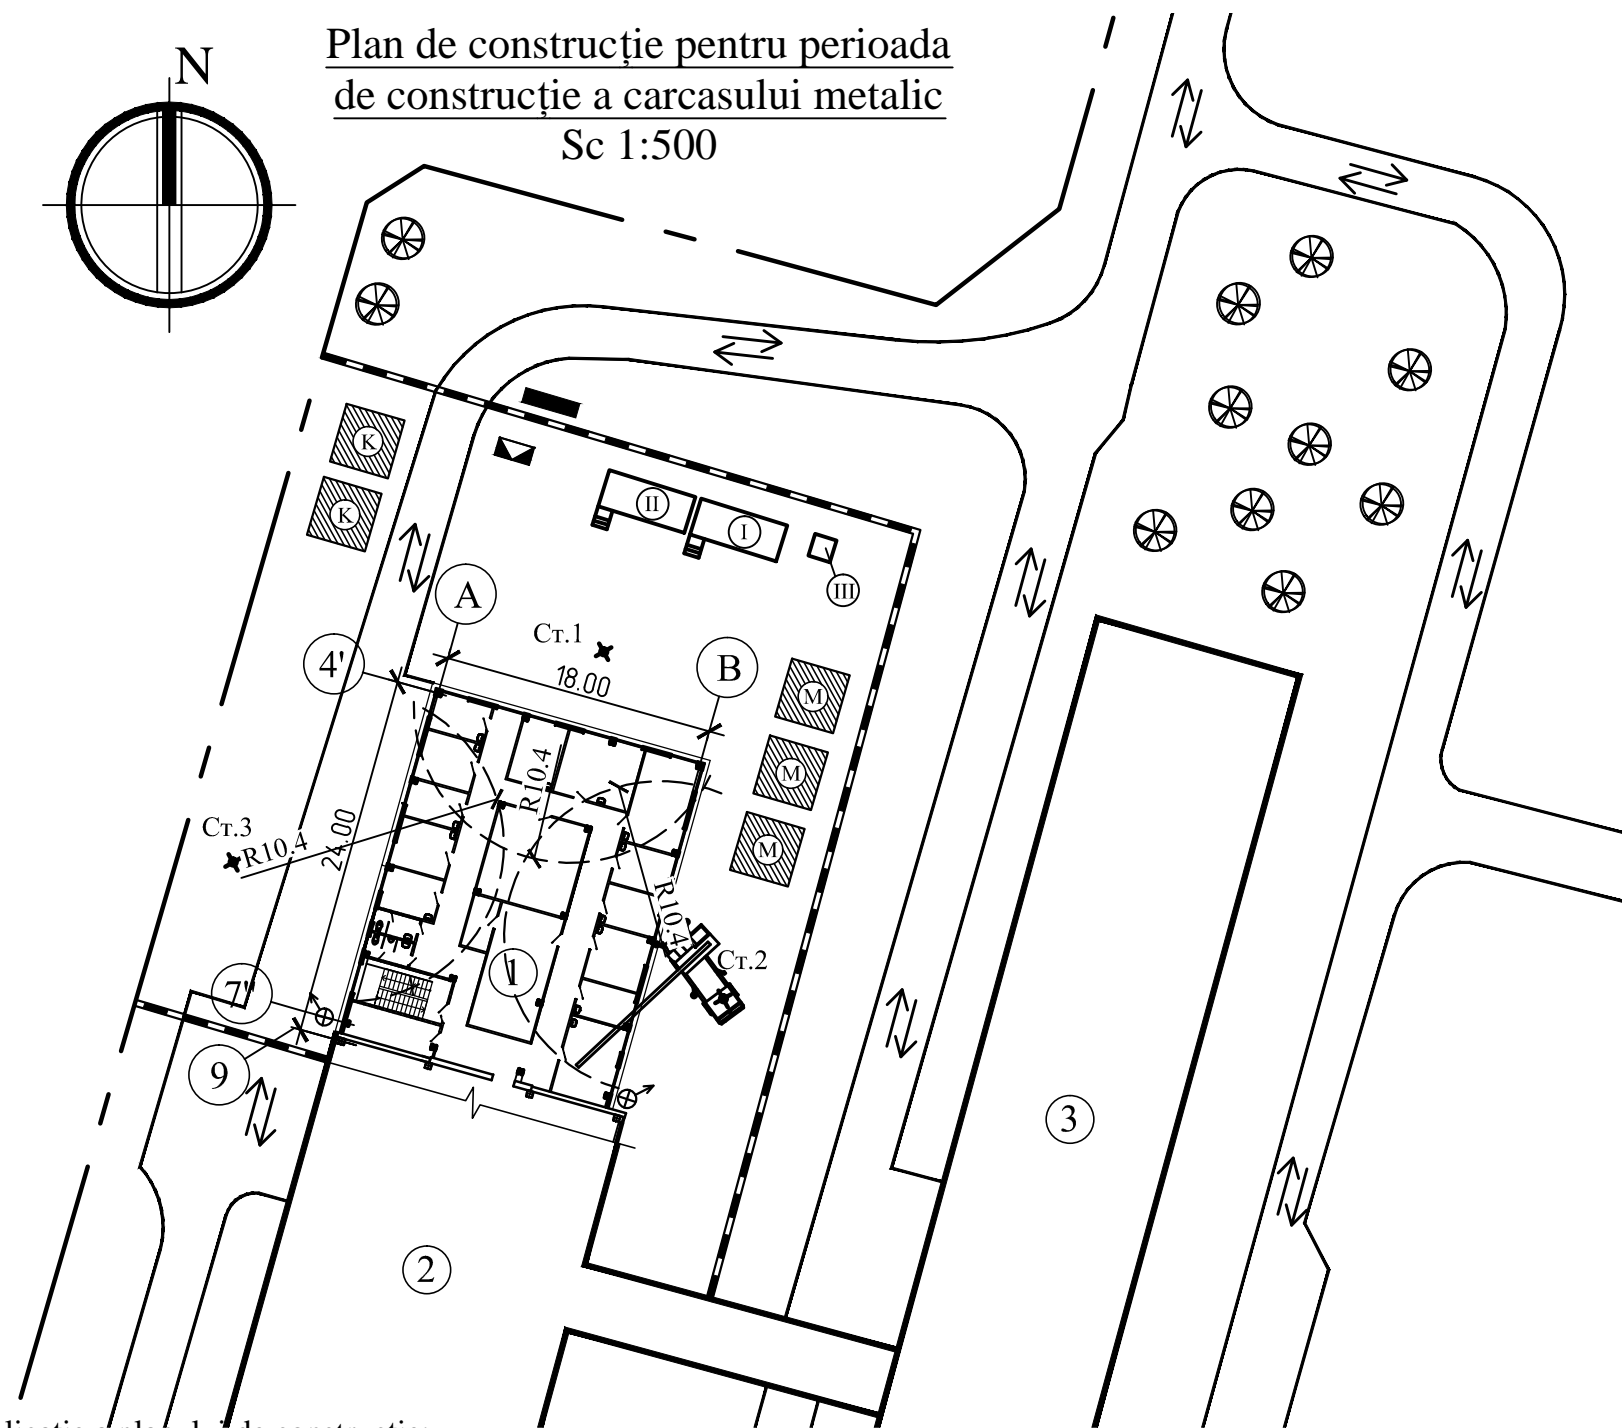 N
Plan de construcție pentru perioada
de construcție a carcasului metalic
Sc 1:500
K
K
II
I
III
A
Ст.1
4'
18.00
B
M
M
M
R10.4
24.00
Ст.3
R10.4
R10.4
Ст.2
1
7'
9
3
2